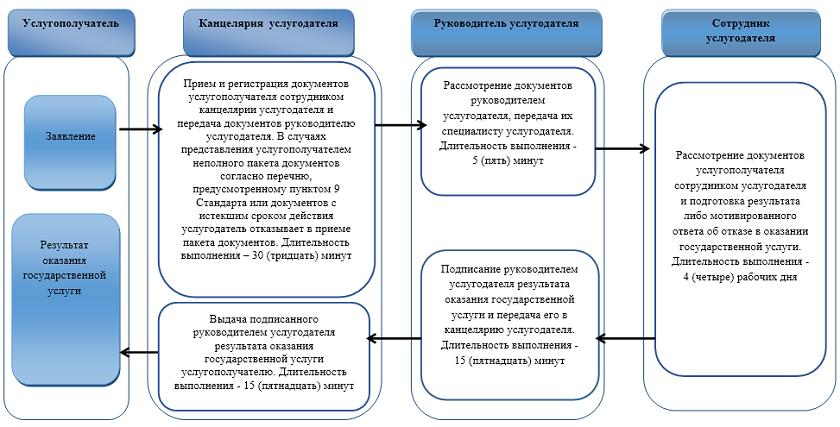 Услугополучатель
Канцелярия услугодателя
Руководитель услугодателя
Сотрудник
услугодателя
Заявление
Результат
оказания
государственной
услуги
Прием и регистрация документов
услугополучателя сотрудником
канцелярии услугодателя и
передача документов руководителю
услугодателя. В случаях
представления услугополучателем
неполного пакета документов
согласно перечню,
предусмотренному пунктом 9
Стандарта или документов с
истекшим сроком действия
услугодатель отказывает в приеме
пакета документов. Длительность
выполнения – 30 (тридцать) минут
Выдача подписанного
руководителем услугодателя
результата оказания
государственной услуги
услугополучателю. Длительность
выполнения - 15 (пятнадцать) минут
Рассмотрение документов
руководителем
услугодателя, передача их
специалисту услугодателя.
Длительность выполнения -
5 (пять) минут
Подписание руководителем
услугодателя результата
оказания государственной
услуги и передача его в
канцелярию услугодателя.
Длительность выполнения -
15 (пятнадцать) минут
Рассмотрение документов
услугополучателя
сотрудником услугодателя
и подготовка результата
либо мотивированного
ответа об отказе в оказании
государственной услуги.
Длительность выполнения -
4 (четыре) рабочих дня